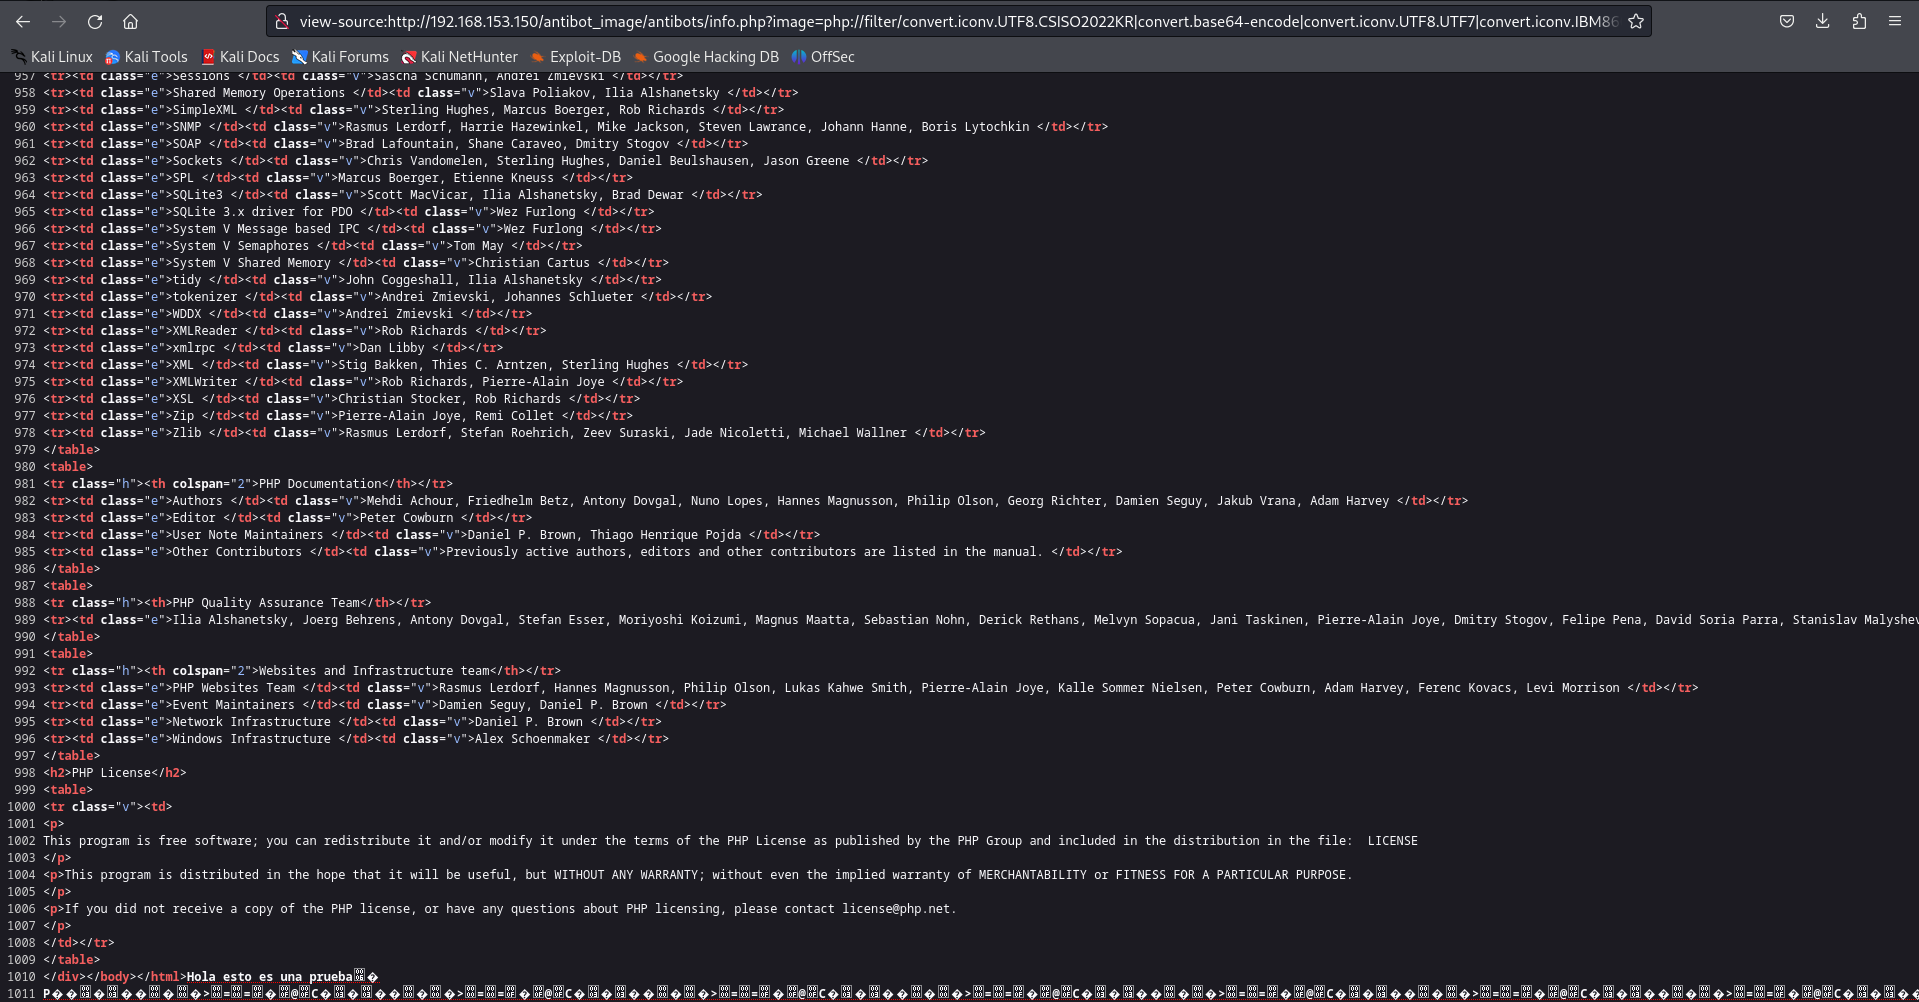 view-source:http://192.168.153.150/antibot_image/antibots/info.php?image=php://filter/convert.iconv.UTF8.CSISO2022KR|convert.base64-encode|convert.iconv.UTF8.UTF7|convert.iconv.IBM86
Kali Linux Kali Tools Kali Docs Kali Forums Kali NetHunter Exploit-DB Google Hacking DB OffSec
957 <tr><td class="e">Sessions </td><td class="v">Sascha Schumann, Andrei Zmievski </td></tr>
958 <tr><td class="e">Shared Memory Operations </td><td class="v">Slava Poliakov, Ilia Alshanetsky </td></tr>
959 <tr><td class="e">SimpleXML </td><td class="v">Sterling Hughes, Marcus Boerger, Rob Richards </td></tr>
960 <tr><td class="e">SNMP </td><td class="v">Rasmus Lerdorf, Harrie Hazewinkel, Mike Jackson, Steven Lawrance, Johann Hanne, Boris Lytochkin </td></tr>
961 <tr><td class="e">SOAP </td><td class="v">Brad Lafountain, Shane Caraveo, Dmitry Stogov </td></tr>
962 <tr><td class="e">Sockets </td><td class="v">Chris Vandomelen, Sterling Hughes, Daniel Beulshausen, Jason Greene </td></tr>
963 <tr><td class="e">SPL </td><td class="v">Marcus Boerger, Etienne Kneuss </td></tr>
964 <tr><td class="e">SQLite3 </td><td class="v">Scott MacVicar, Ilia Alshanetsky, Brad Dewar </td></tr>
965 <tr><td class="e">SQLite 3.x driver for PDO </td><td class="v">Wez Furlong </td></tr>
966 <tr><td class="e">System V Message based IPC </td><td class="v">Wez Furlong </td></tr>
967 <tr><td class="e">System V Semaphores </td><td class="v">Tom May </td></tr>
968 <tr><td class="e">System V Shared Memory </td><td class="v">Christian Cartus </td></tr>
969 <tr><td class="e">tidy </td><td class="v">John Coggeshall, Ilia Alshanetsky </td></tr>
970 <tr><td class="e">tokenizer </td><td class="v">Andrei Zmievski, Johannes Schlueter </td></tr>
971 <tr><td class="e">WDDX </td><td class="v">Andrei Zmievski </td></tr>
972 <tr><td class="e">XMLReader </td><td class="v">Rob Richards </td></tr>
973 <tr><td class="e">xmlrpc </td><td class="v">Dan Libby </td></tr>
974 <tr><td class="e">XML </td><td class="v">Stig Bakken, Thies C. Arntzen, Sterling Hughes </td></tr>
975 <tr><td class="e">XMLWriter </td><td class="v">Rob Richards, Pierre-Alain Joye </td></tr>
976 <tr><td class="e">XSL </td><td class="v">Christian Stocker, Rob Richards </td></tr>
977 <tr><td class="e">Zip </td><td class="v">Pierre-Alain Joye, Remi Collet </td></tr>
978 <tr><td class="e">Zlib </td><td class="v">Rasmus Lerdorf, Stefan Roehrich, Zeev Suraski, Jade Nicoletti, Michael Wallner </td></tr>
979 </table>
980 <table>
981 <tr class="h"><th colspan="2">PHP Documentation</th></tr>
982 <tr><td class="e">Authors </td><td class="v">Mehdi Achour, Friedhelm Betz, Antony Dovgal, Nuno Lopes, Hannes Magnusson, Philip Olson, Georg Richter, Damien Seguy, Jakub Vrana, Adam Harvey </td></tr>
983 <tr><td class="e">Editor </td><td class="v">Peter Cowburn </td></tr>
984 <tr><td class="e">User Note Maintainers </td><td class="v">Daniel P. Brown, Thiago Henrique Pojda </td></tr>
985 <tr><td class="e">Other Contributors </td><td class="v">Previously active authors, editors and other contributors are listed in the manual. </td></tr>
986 </table>
987 <table>
988 <tr class="h"><th>PHP Quality Assurance Team</th></tr>
989 <tr><td class="e">Ilia Alshanetsky, Joerg Behrens, Antony Dovgal, Stefan Esser, Moriyoshi Koizumi, Magnus Maatta, Sebastian Nohn, Derick Rethans, Melvyn Sopacua, Jani Taskinen, Pierre-Alain Joye, Dmitry Stogov, Felipe Pena, David Soria Parra, Stanislav Malyshev
990 </table>
991 <table>
992 <tr class="h"><th colspan="2">Websites and Infrastructure team</th></tr>
993 <tr><td class="e">PHP Websites Team </td><td class="v">Rasmus Lerdorf, Hannes Magnusson, Philip Olson, Lukas Kahwe Smith, Pierre-Alain Joye, Kalle Sommer Nielsen, Peter Cowburn, Adam Harvey, Ferenc Kovacs, Levi Morrison </td></tr>
994 <tr><td class="e">Event Maintainers </td><td class="v">Damien Seguy, Daniel P. Brown </td></tr>
995 <tr><td class="e">Network Infrastructure </td><td class="v">Daniel P. Brown </td></tr>
996 <tr><td class="e">Windows Infrastructure </td><td class="v">Alex Schoenmaker </td></tr>
997 </table>
998 <h2>PHP License</h2>
999 <table>
1000 <tr class="v"><td>
1001 <p>
1002 This program is free software; you can redistribute it and/or modify it under the terms of the PHP License as published by the PHP Group and included in the distribution in the file:  LICENSE
1003 </p>
1004 <p>This program is distributed in the hope that it will be useful, but WITHOUT ANY WARRANTY; without even the implied warranty of MERCHANTABILITY or FITNESS FOR A PARTICULAR PURPOSE.
1005 </p>
1006 <p>If you did not receive a copy of the PHP license, or have any questions about PHP licensing, please contact license@php.net.
1007 </p>
1008 </td></tr>
1009 </table>
1010 </div></body></html>Hola esto es una prueba
1011